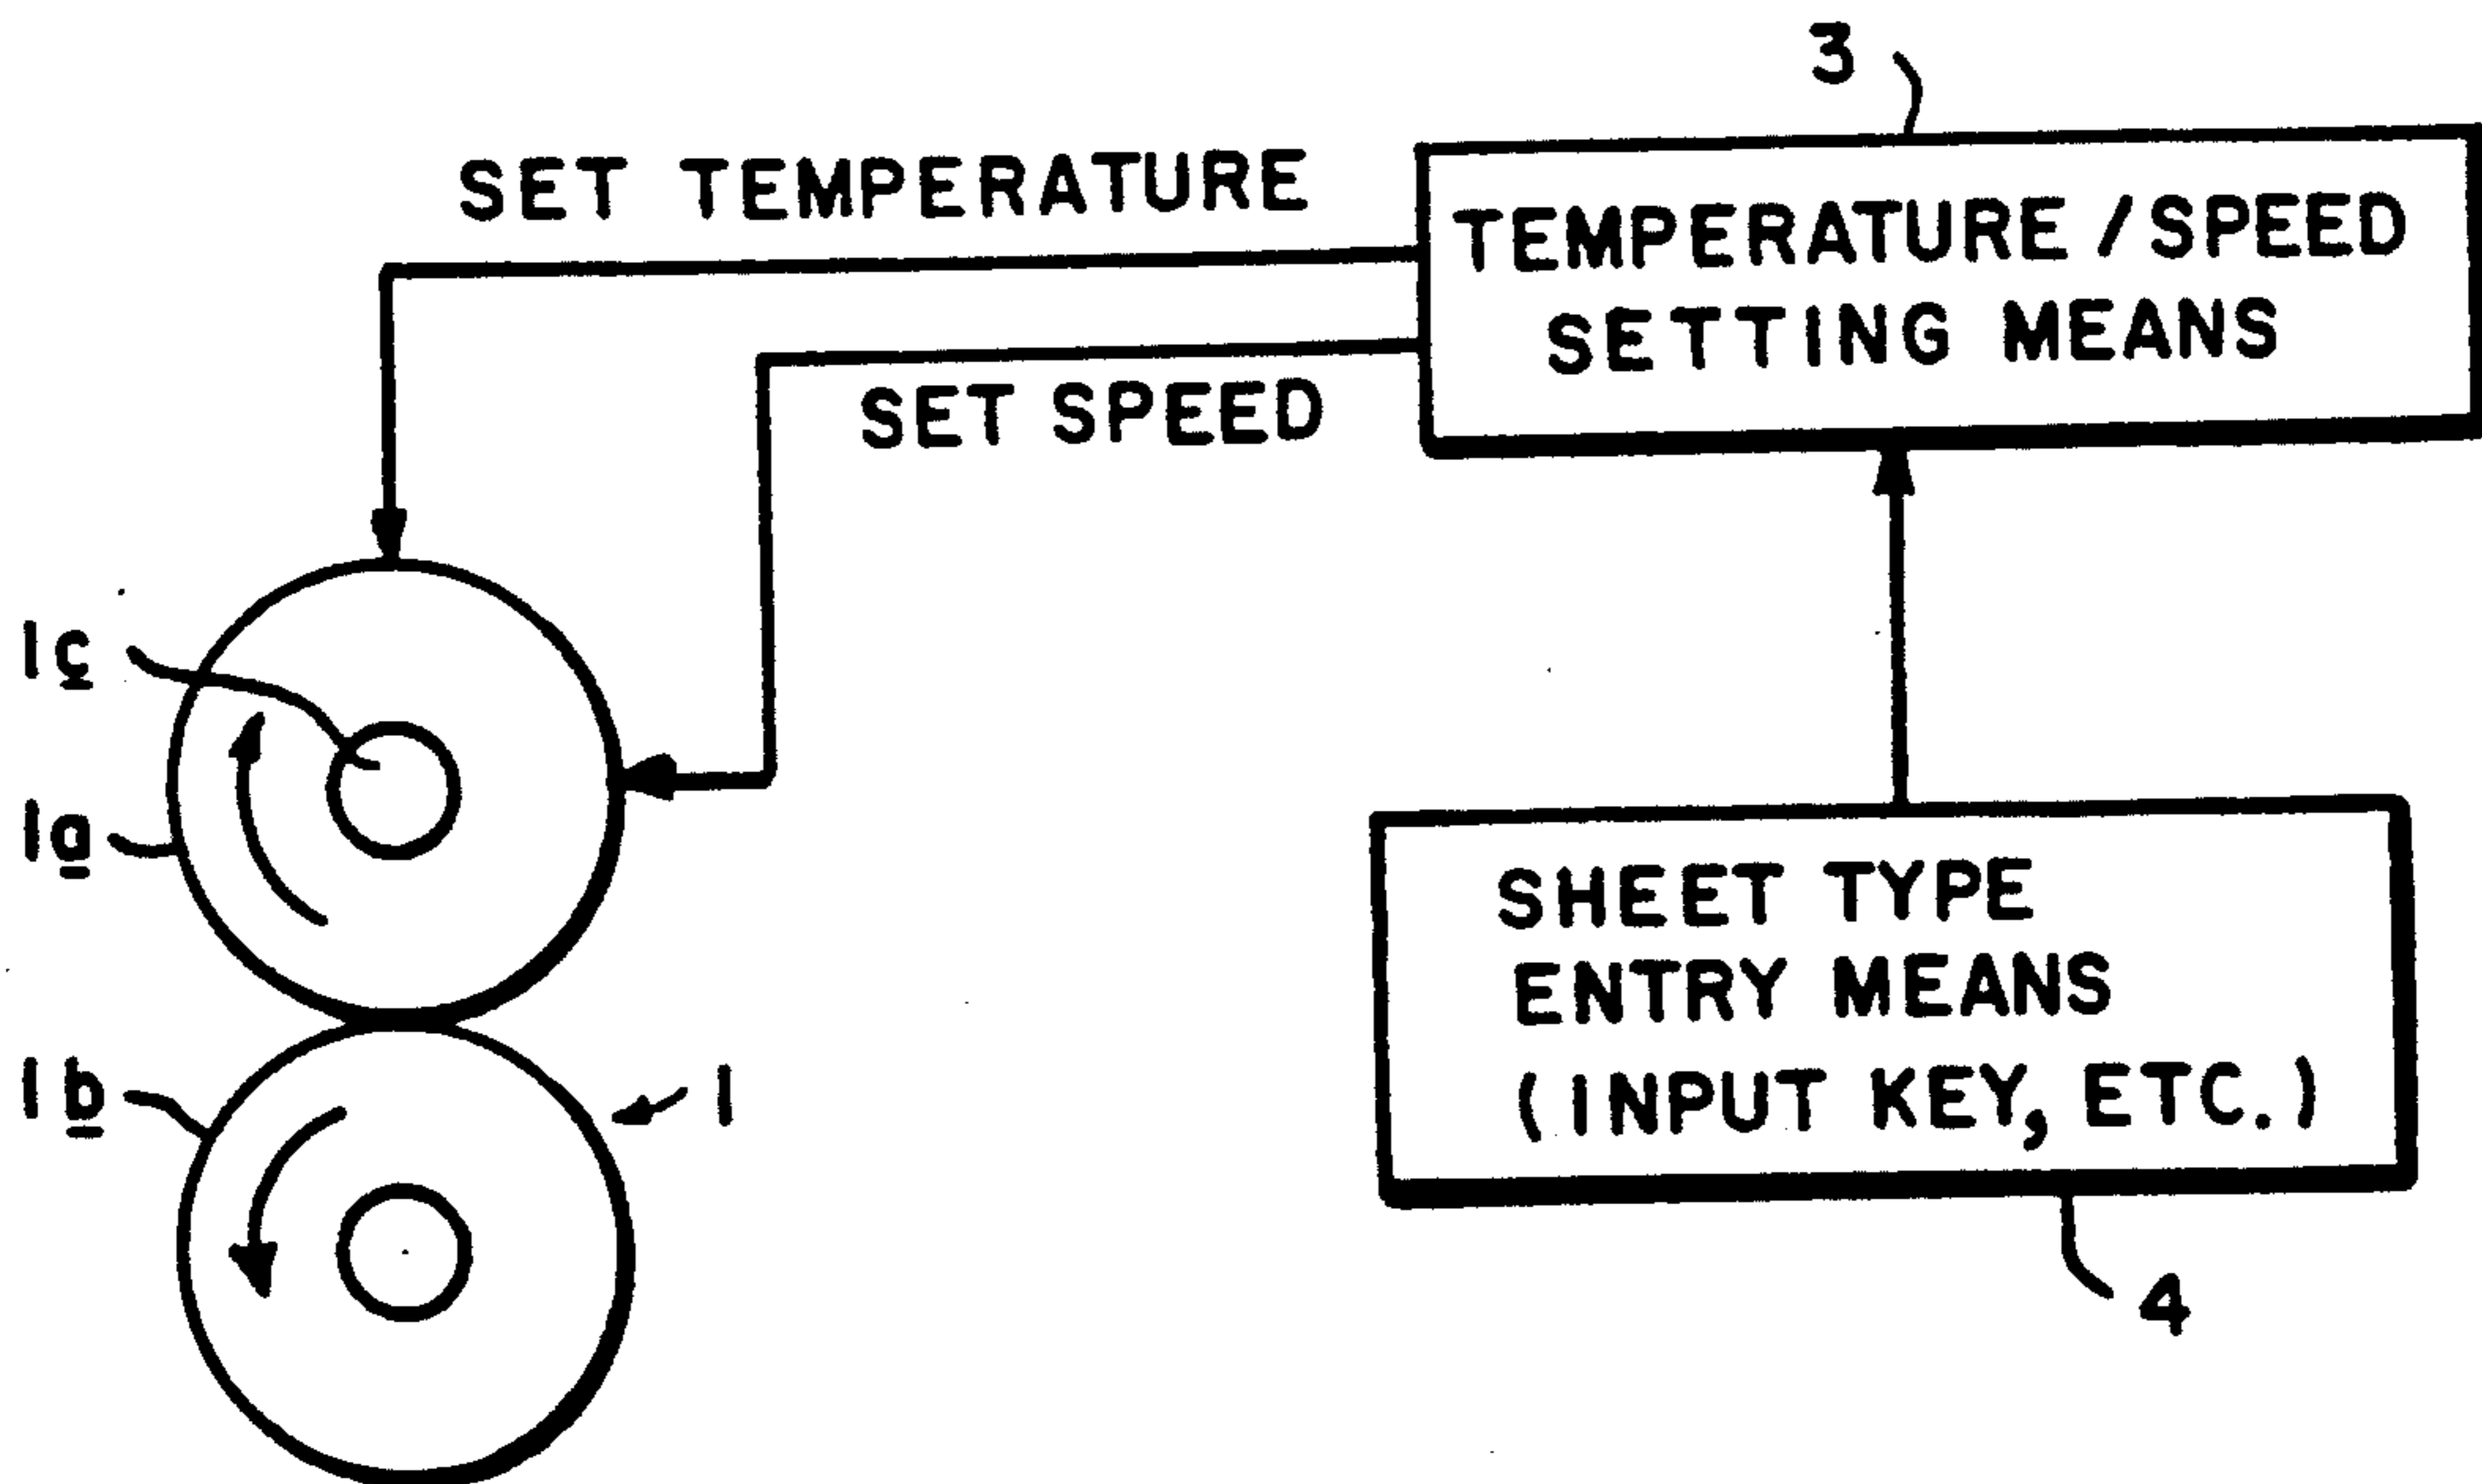 3
SET TEMPERATURE
TEMPERATURE/SPEED
SETTING MEANS
SET SPEED
1c
1a
SHEET TYPE
ENTRY MEANS
(INPUT KEY, ETC.)
1b
1
4